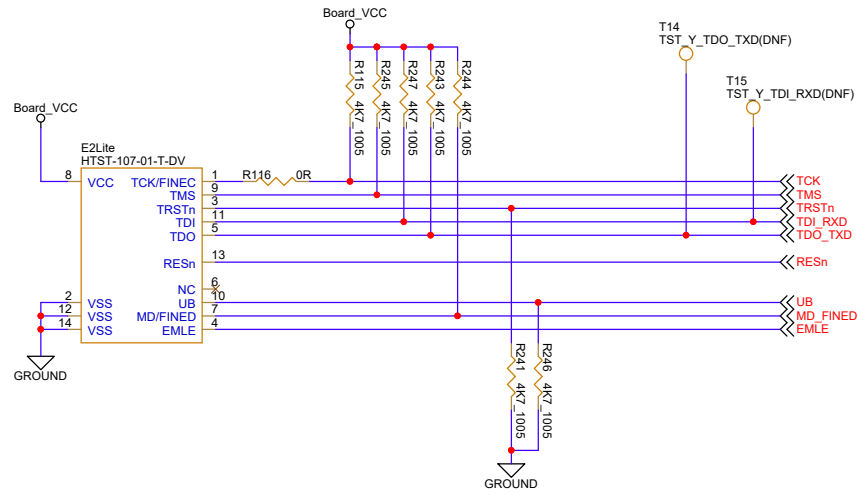 Board_VCC
T14
TST_Y_TDO_TXD(DNF)
T15
TST_Y_TDI_RXD(DNF)
R115 4K7_1005
R245 4K7_1005
R247 4K7_1005
R243 4K7_1005
R244 4K7_1005
Board_VCC
E2Lite
HTST-107-01-T-DV
8 VCC TCK/FINEC 1 R116 0R TCK
TMS 9 TMS
TRSTn 3 TRSTn
TDI 11 TDI_RXD
TDO 5 TDO_TXD
RESn 13 RESn
NC 6
2 VSS UB 10 UB
12 VSS MD/FINED 7 MD_FINED
14 VSS EMLE 4 EMLE
R241 4K7_1005
R246 4K7_1005
GROUND
GROUND